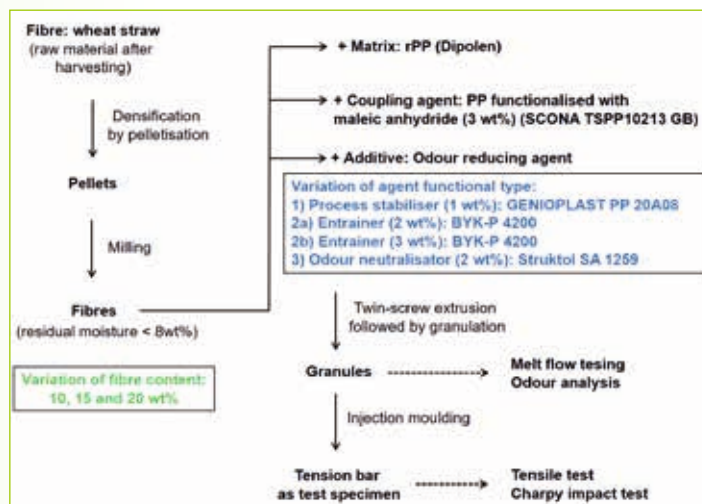 Fibre: wheat straw
(raw material after
harvesting)
Densification
by pelletisation
Pellets
Milling
Fibres
(residual moisture < 8wt%)
Variation of fibre content:
10, 15 and 20 wt%
+ Matrix: rPP (Dipolen)
+ Coupling agent: PP functionalised with
maleic anhydride (3 wt%) (SCONA TSPP10213 GB)
+ Additive: Odour reducing agent
Variation of agent functional type:
1) Process stabiliser (1 wt%): GENIOPLAST PP 20A08
2a) Entrainer (2 wt%): BYK-P 4200
2b) Entrainer (3 wt%): BYK-P 4200
3) Odour neutralisator (2 wt%): Struktol SA 1259
Twin-screw extrusion
followed by granulation
Granules
Melt flow tesing
Odour analysis
Injection moulding
Tension bar
as test specimen
Tensile test
Charpy impact test